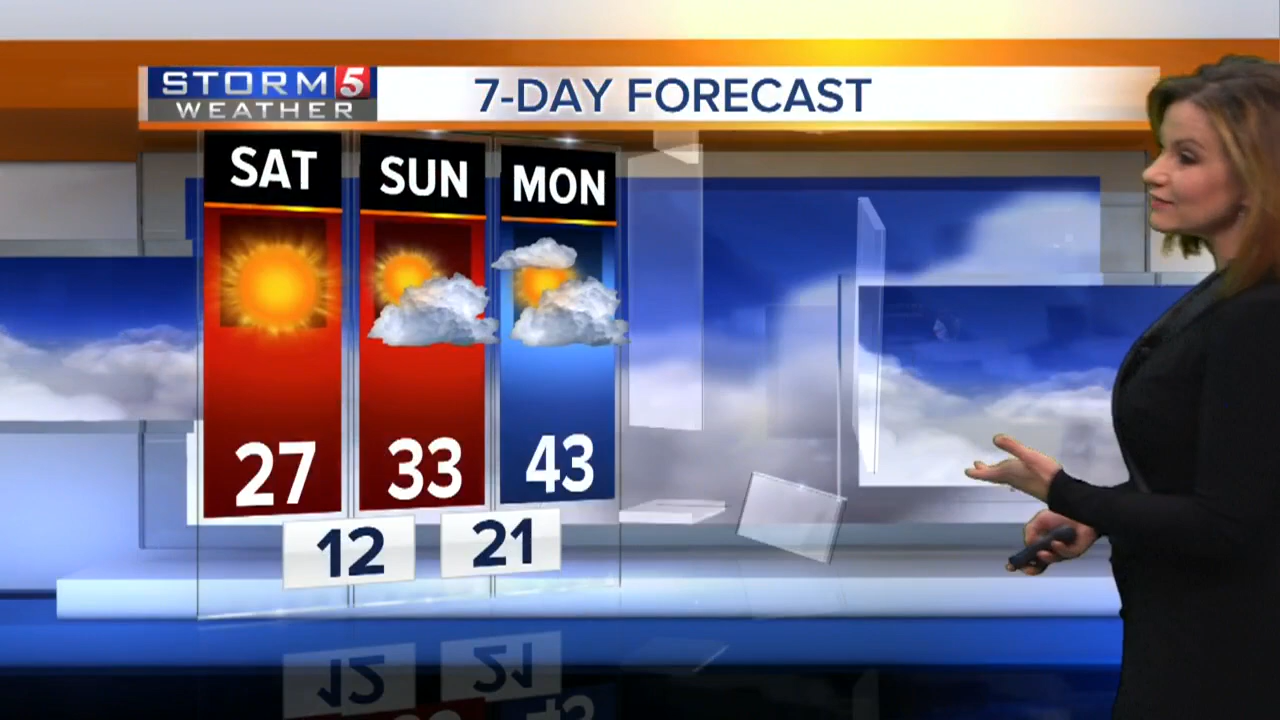 STORM 5
WEATHER
7-DAY FORECAST
SAT
SUN
MON
27
33
43
12
21